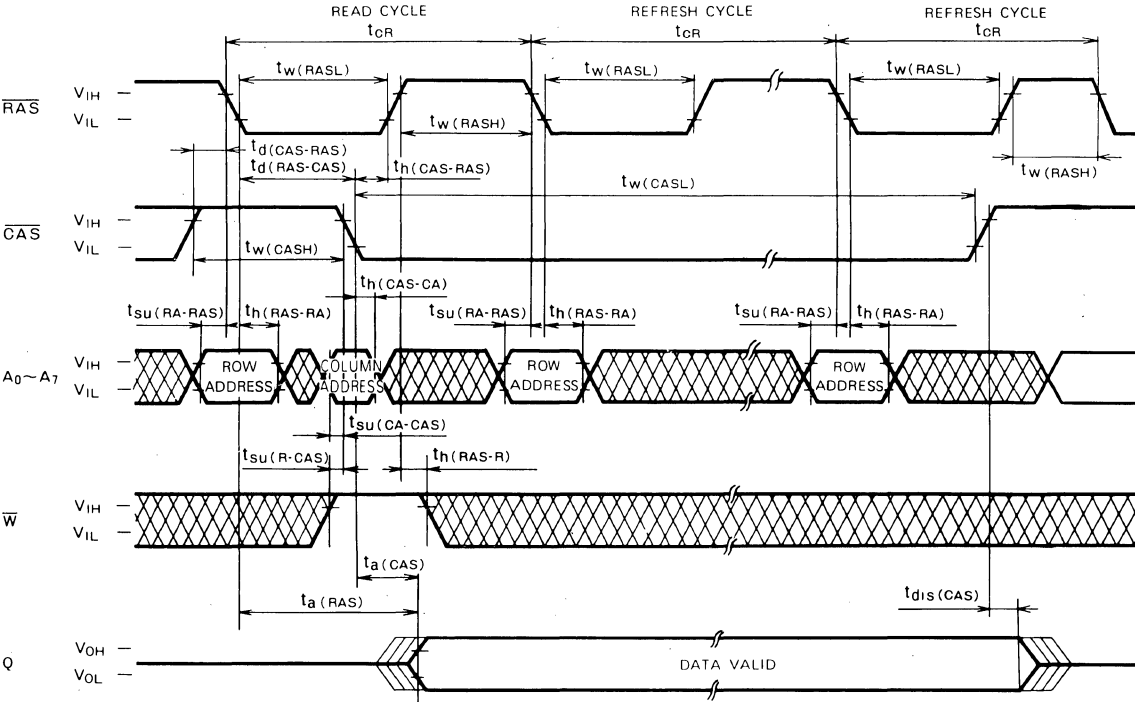 READ CYCLE REFRESH CYCLE REFRESH CYCLE
tCR tCR tCR
tw(RASL) tw(RASL) tw(RASL)
RAS
VIH
VIL
tw(RASH)
td(CAS-RAS)
td(RAS-CAS) th(CAS-RAS)
tw(RASH)
tw(CASL)
CAS
VIH
VIL
tw(CASH)
th(CAS-CA)
tsu(RA-RAS) th(RAS-RA) tsu(RA-RAS) th(RAS-RA) tsu(RA-RAS) th(RAS-RA)
A0~A7
VIH
VIL
ROW
ADDRESS
COLUMN
ADDRESS
ROW
ADDRESS
ROW
ADDRESS
tsu(CA-CAS)
tsu(R-CAS) th(RAS-R)
W
VIH
VIL
ta(CAS)
ta(RAS)
tDIS(CAS)
Q
VOH
VOL
DATA VALID